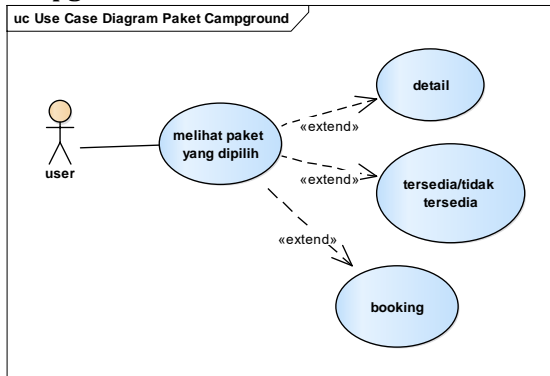 uc Use Case Diagram Paket Campground
detail
«extend»
melihat paket
yang dipilih
user
«extend»
tersedia/tidak
tersedia
«extend»
booking